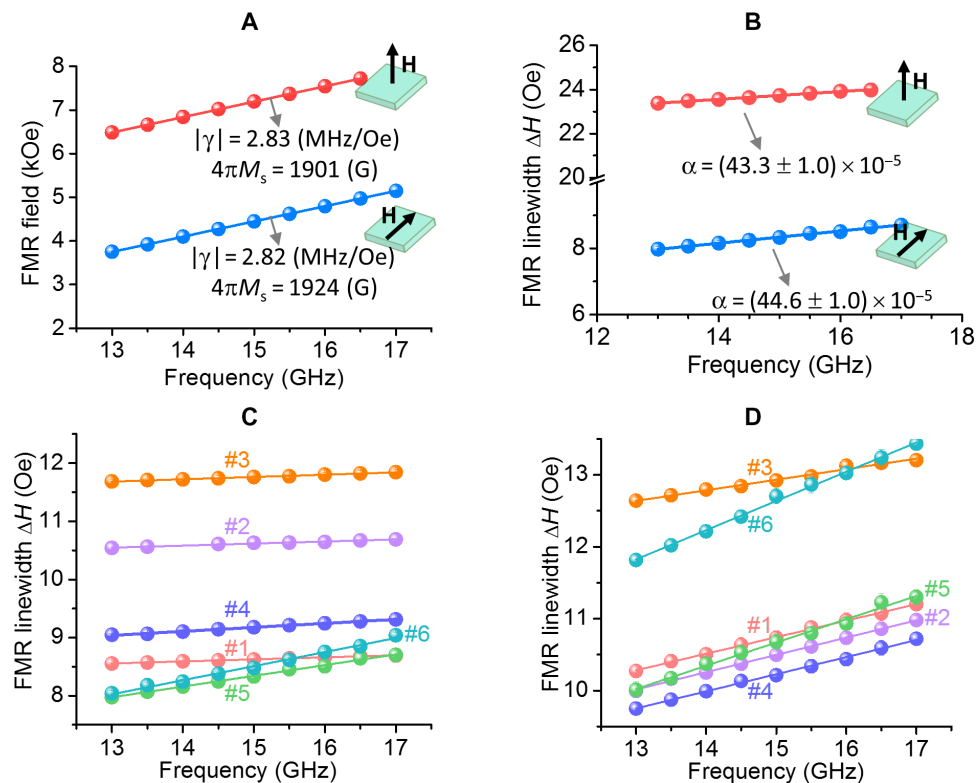 A
FMR field (kOe)
8
7
6
5
4
3
2
H
|γ| = 2.83 (MHz/Oe)
4πMs = 1901 (G)
H
|γ| = 2.82 (MHz/Oe)
4πMs = 1924 (G)
13 14 15 16 17
Frequency (GHz)
B
FMR linewidth ΔH (Oe)
26
24
22
20
8
6
H
α = (43.3 ± 1.0) × 10⁻⁵
H
α = (44.6 ± 1.0) × 10⁻⁵
12 13 14 15 16 17 18
Frequency (GHz)
C
FMR linewidth ΔH (Oe)
12
11
10
9
8
#3
#2
#4
#6
#1
#5
13 14 15 16 17
Frequency (GHz)
D
FMR linewidth ΔH (Oe)
13
12
11
10
#3
#6
#5
#1
#2
#4
13 14 15 16 17
Frequency (GHz)